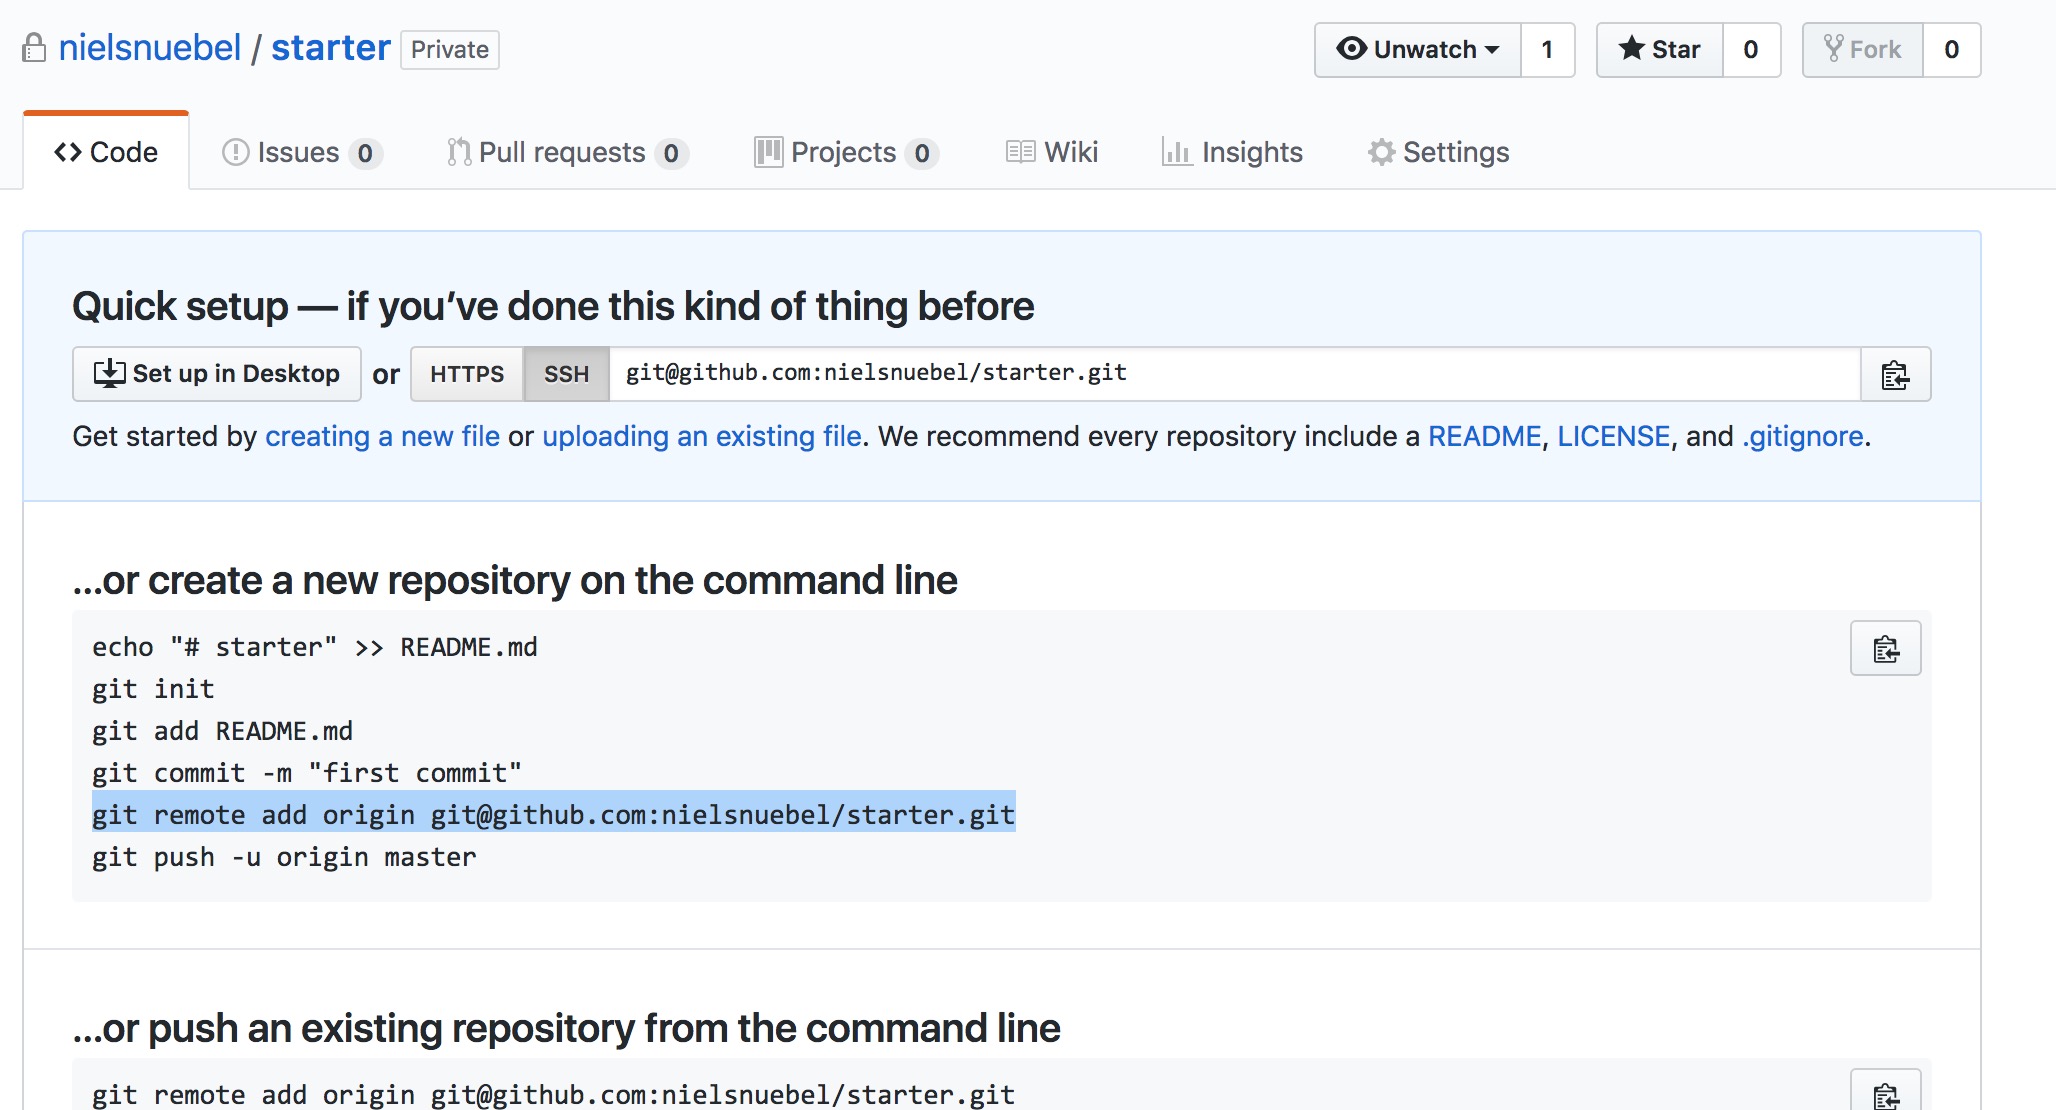 nielsnuebel / starter Private Unwatch 1 Star 0 Fork 0
Code Issues 0 Pull requests 0 Projects 0 Wiki Insights Settings
Quick setup — if you’ve done this kind of thing before
Set up in Desktop or HTTPS SSH git@github.com:nielsnuebel/starter.git
Get started by creating a new file or uploading an existing file. We recommend every repository include a README, LICENSE, and .gitignore.
…or create a new repository on the command line
echo "# starter" >> README.md
git init
git add README.md
git commit -m "first commit"
git remote add origin git@github.com:nielsnuebel/starter.git
git push -u origin master
…or push an existing repository from the command line
git remote add origin git@github.com:nielsnuebel/starter.git